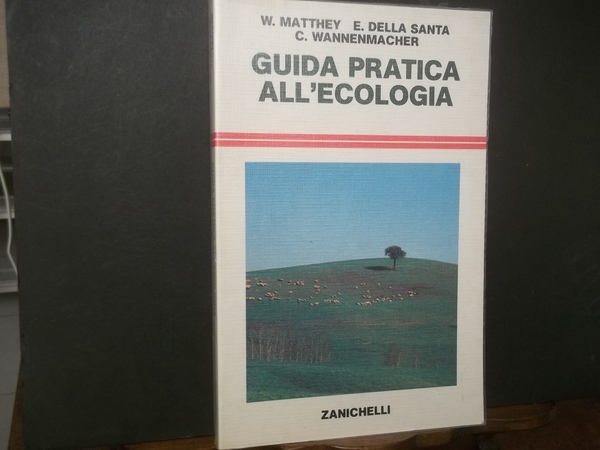 W. MATTHEY E. DELLA SANTA
C. WANNENMACHER
GUIDA PRATICA
ALL'ECOLOGIA
ZANICHELLI